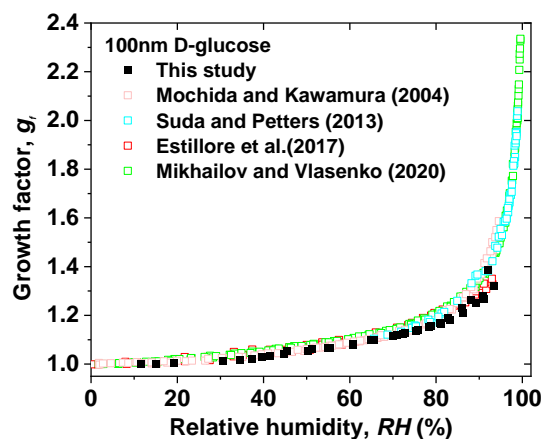 2.4
2.2
2.0
1.8
1.6
1.4
1.2
1.0
Growth factor, gf
100nm D-glucose
This study
Mochida and Kawamura (2004)
Suda and Petters (2013)
Estillore et al.(2017)
Mikhailov and Vlasenko (2020)
0 20 40 60 80 100
Relative humidity, RH (%)